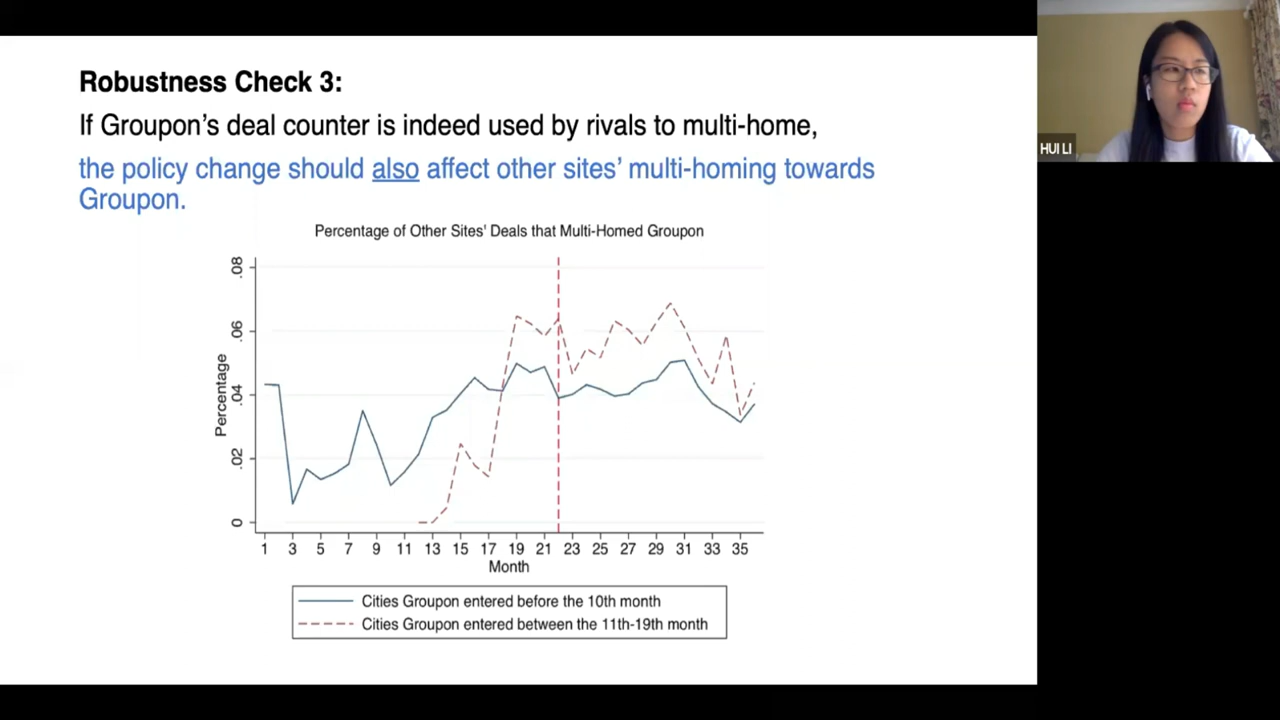 Robustness Check 3:
If Groupon's deal counter is indeed used by rivals to multi-home,
the policy change should also affect other sites' multi-homing towards
Groupon.
Percentage of Other Sites' Deals that Multi-Homed Groupon
.08
.06
.04
.02
0
Percentage
1 3 5 7 9 11 13 15 17 19 21 23 25 27 29 31 33 35
Month
Cities Groupon entered before the 10th month
Cities Groupon entered between the 11th-19th month
HUI LI